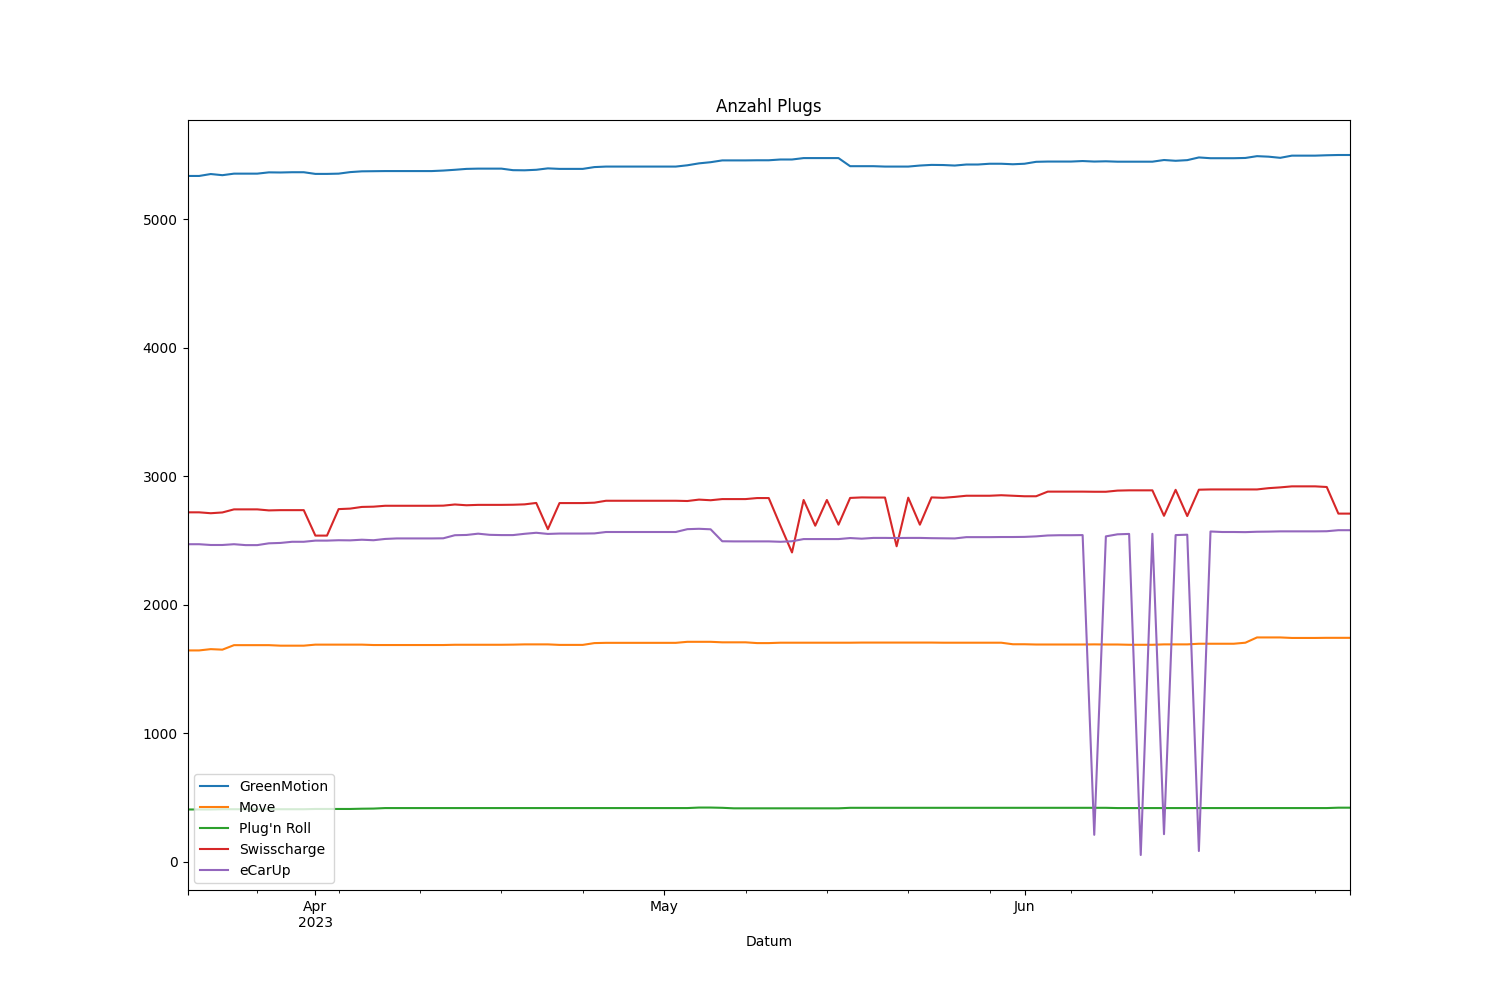 Anzahl Plugs
5000
4000
3000
2000
1000
0
GreenMotion
Move
Plug'n Roll
Swisscharge
eCarUp
Apr
2023
May
Jun
Datum